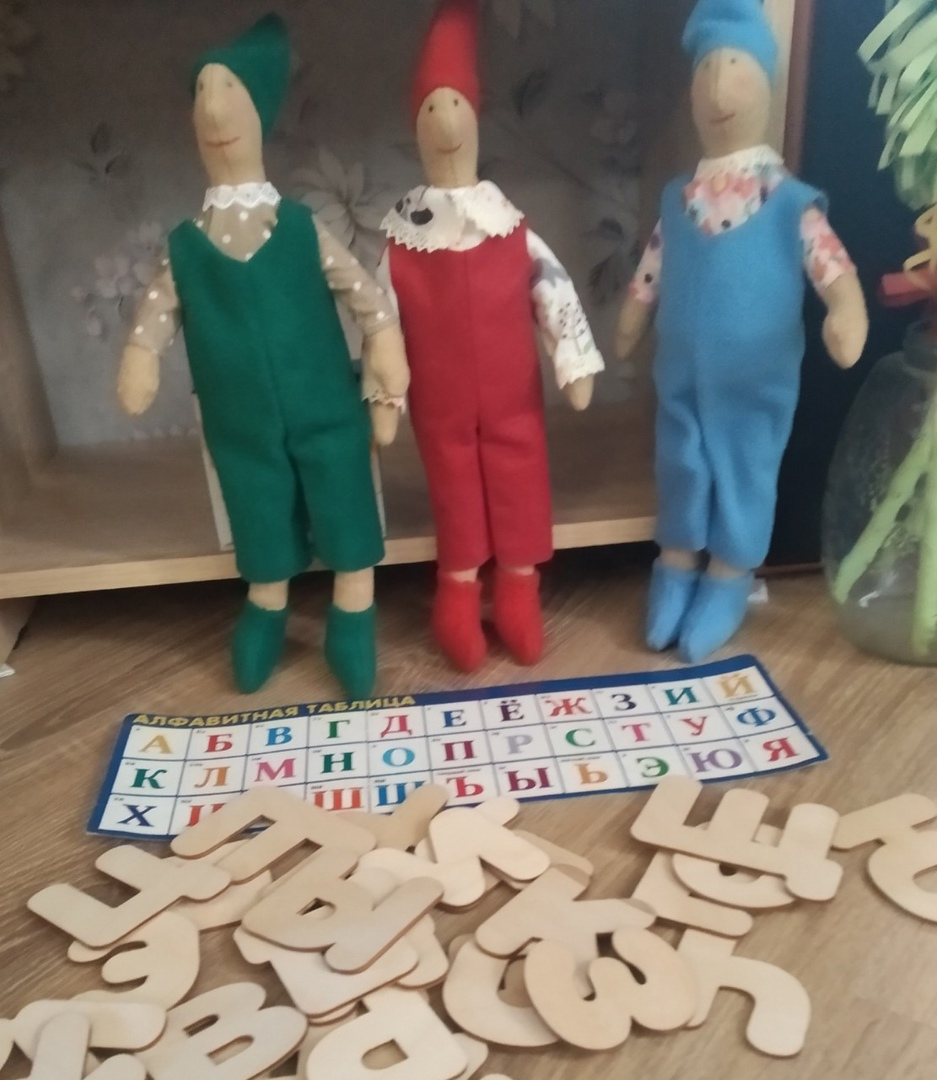 АЛФАВИТНАЯ ТАБЛИЦА
А Б В Г Д Е Ё Ж З И Й
К Л М Н О П Р С Т У Ф
Х Ц Ш Щ Ъ Ы Ь Э Ю Я